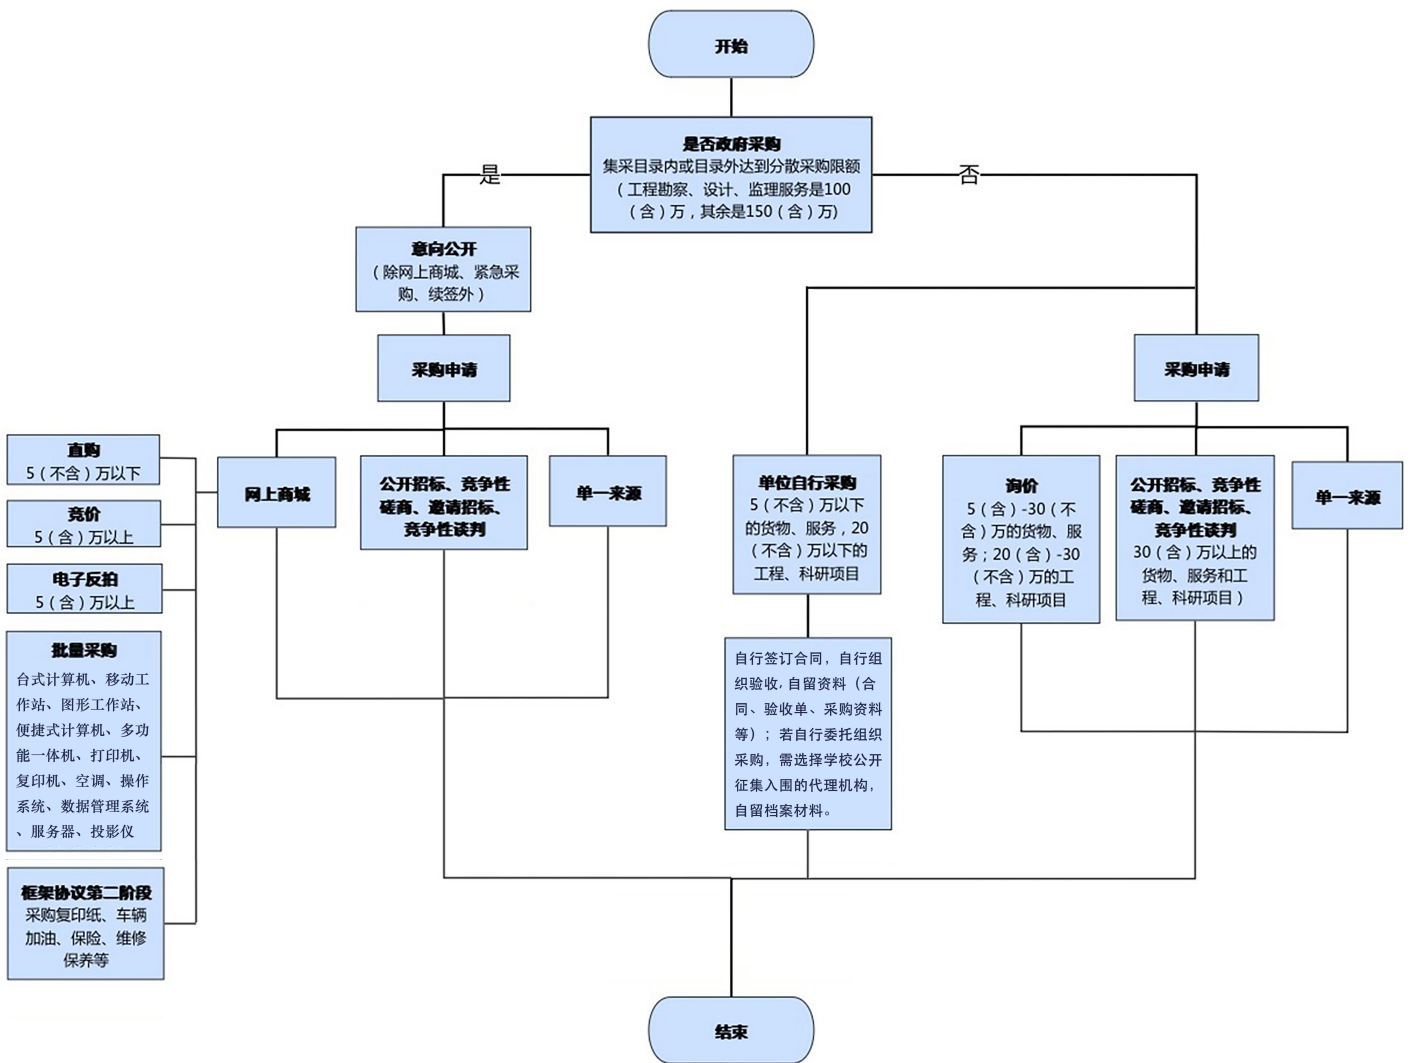 开始
是否政府采购
集采目录内或目录外达到分散采购限额
（工程勘察、设计、监理服务是100
（含）万，其余是150（含）万)
是
否
意向公开
（除网上商城、紧急采
购、续签外）
采购申请
采购申请
直购
5（不含）万以下
竞价
5（含）万以上
电子反拍
5（含）万以上
批量采购
台式计算机、移动工
作站、图形工作站、
便捷式计算机、多功
能一体机、打印机、
复印机、空调、操作
系统、数据管理系统
、服务器、投影仪
框架协议第二阶段
采购复印纸、车辆
加油、保险、维修
保养等
网上商城
公开招标、竞争性
磋商、邀请招标、
竞争性谈判
单一来源
单位自行采购
5（不含）万以下
的货物、服务，20
（不含）万以下的
工程、科研项目
自行签订合同，自行组
织验收,自留资料（合
同、验收单、采购资料
等）；若自行委托组织
采购，需选择学校公开
征集入围的代理机构，
自留档案材料。
询价
5（含）-30（不
含）万的货物、服
务；20（含）-30
（不含）万的工
程、科研项目
公开招标、竞争性
磋商、邀请招标、
竞争性谈判
30（含）万以上的
货物、服务和工
程、科研项目）
单一来源
结束